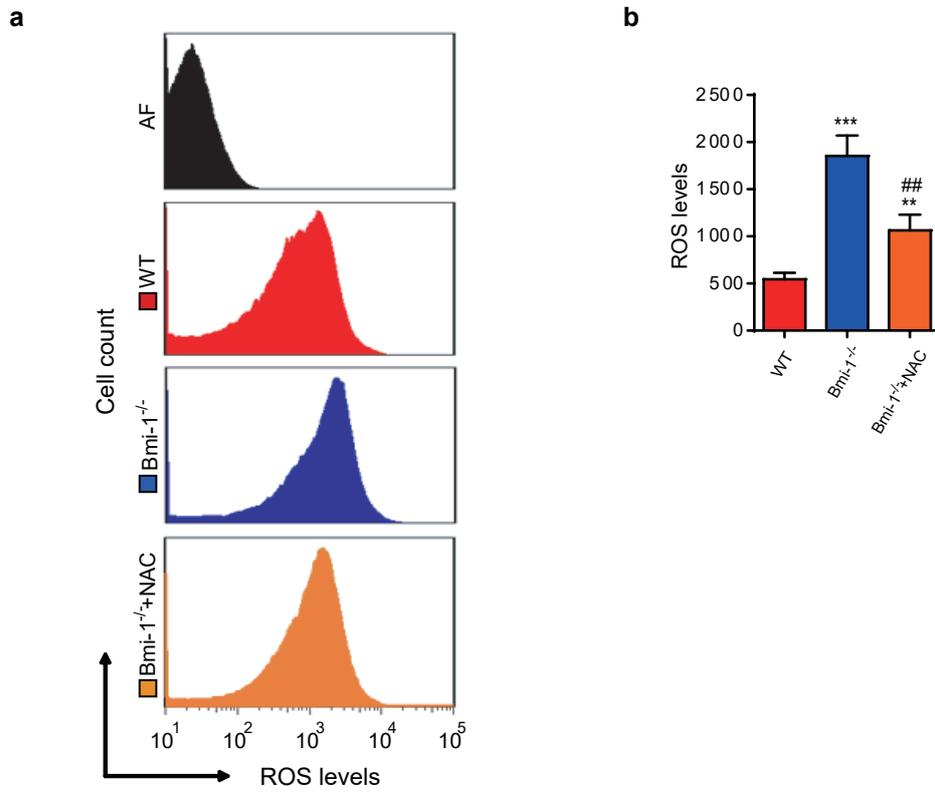 a
AF
WT
Bmi-1-/-
Bmi-1-/-+NAC
Cell count
10¹ 10² 10³ 10⁴ 10⁵
ROS levels
b
ROS levels
2500
2000
1500
1000
500
0
***
##
**
WT
Bmi-1-/-
Bmi-1-/-+NAC